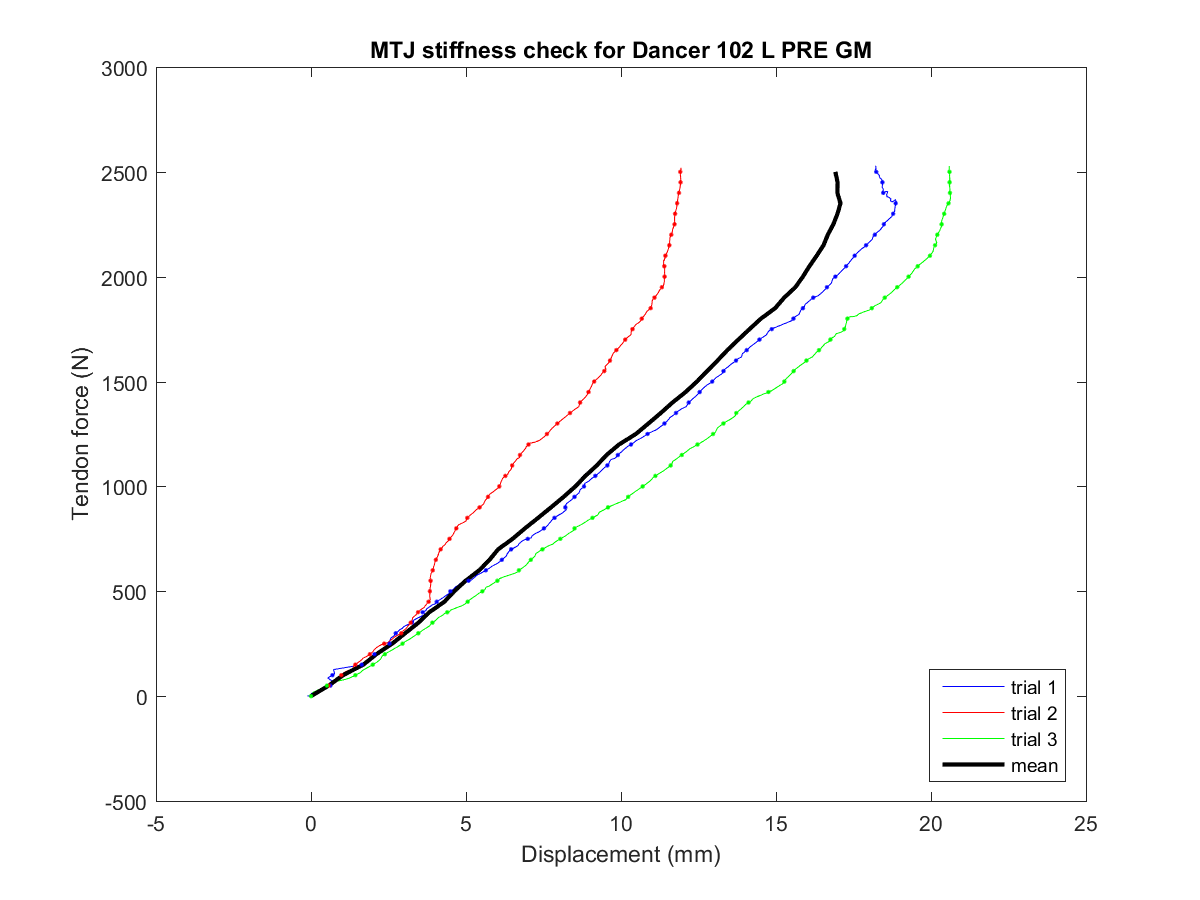 MTJ stiffness check for Dancer 102 L PRE GM
3000
2500
2000
1500
1000
500
0
-500
Tendon force (N)
-5 0 5 10 15 20 25
Displacement (mm)
trial 1
trial 2
trial 3
mean